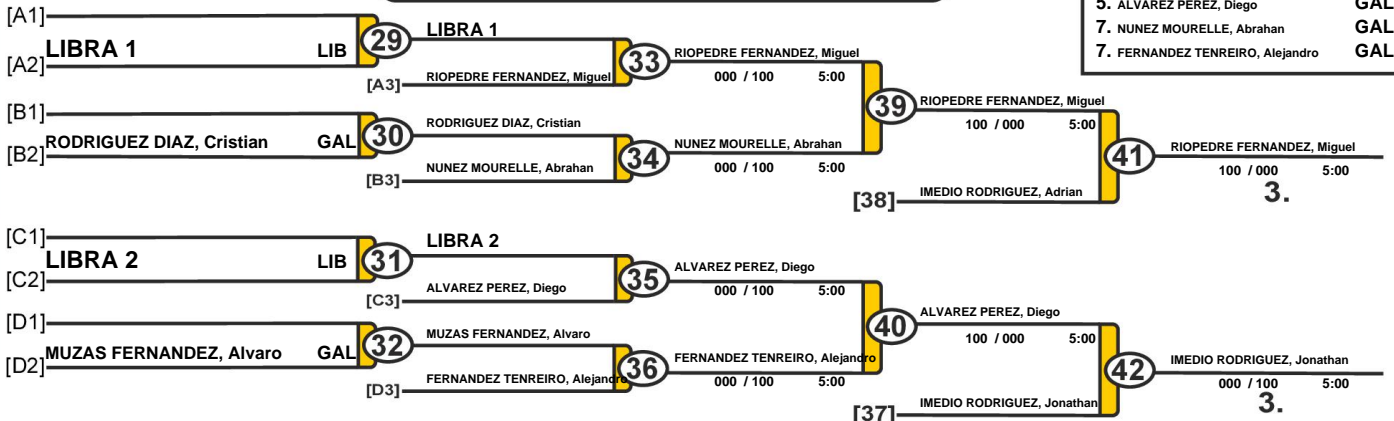 5. ALVAREZ PEREZ, Diego GAL
7. NUNEZ MOURELLE, Abrahan GAL
7. FERNANDEZ TENREIRO, Alejandro GAL
[A1]
LIBRA 1 LIB
[A2]
29
LIBRA 1
RIOPEDRE FERNANDEZ, Miguel
[A3]
33
RIOPEDRE FERNANDEZ, Miguel
000 / 100 5:00
[B1]
RODRIGUEZ DIAZ, Cristian GAL
[B2]
30
RODRIGUEZ DIAZ, Cristian
NUNEZ MOURELLE, Abrahan
[B3]
34
NUNEZ MOURELLE, Abrahan
000 / 100 5:00
39
RIOPEDRE FERNANDEZ, Miguel
100 / 000 5:00
IMEDIO RODRIGUEZ, Adrian
[38]
41
RIOPEDRE FERNANDEZ, Miguel
100 / 000 5:00
3.
[C1]
LIBRA 2 LIB
[C2]
31
LIBRA 2
ALVAREZ PEREZ, Diego
[C3]
35
ALVAREZ PEREZ, Diego
000 / 100 5:00
[D1]
MUZAS FERNANDEZ, Alvaro GAL
[D2]
32
MUZAS FERNANDEZ, Alvaro
FERNANDEZ TENREIRO, Alejandro
[D3]
36
FERNANDEZ TENREIRO, Alejandro
000 / 100 5:00
40
ALVAREZ PEREZ, Diego
100 / 000 5:00
IMEDIO RODRIGUEZ, Jonathan
[37]
42
IMEDIO RODRIGUEZ, Jonathan
000 / 100 5:00
3.